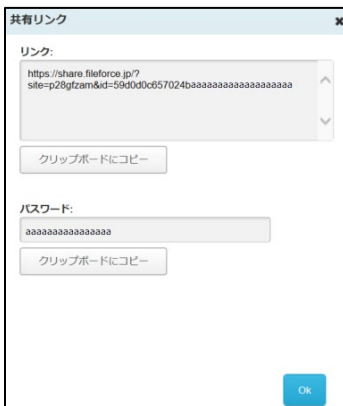 共有リンク
リンク:
https://share.fileforce.jp/?
site=p28gfzam&id=59d0d0c657024baaaaaaaaaaaaaaaaaaa
クリップボードにコピー
パスワード:
aaaaaaaaaaaaaaaa
クリップボードにコピー
Ok